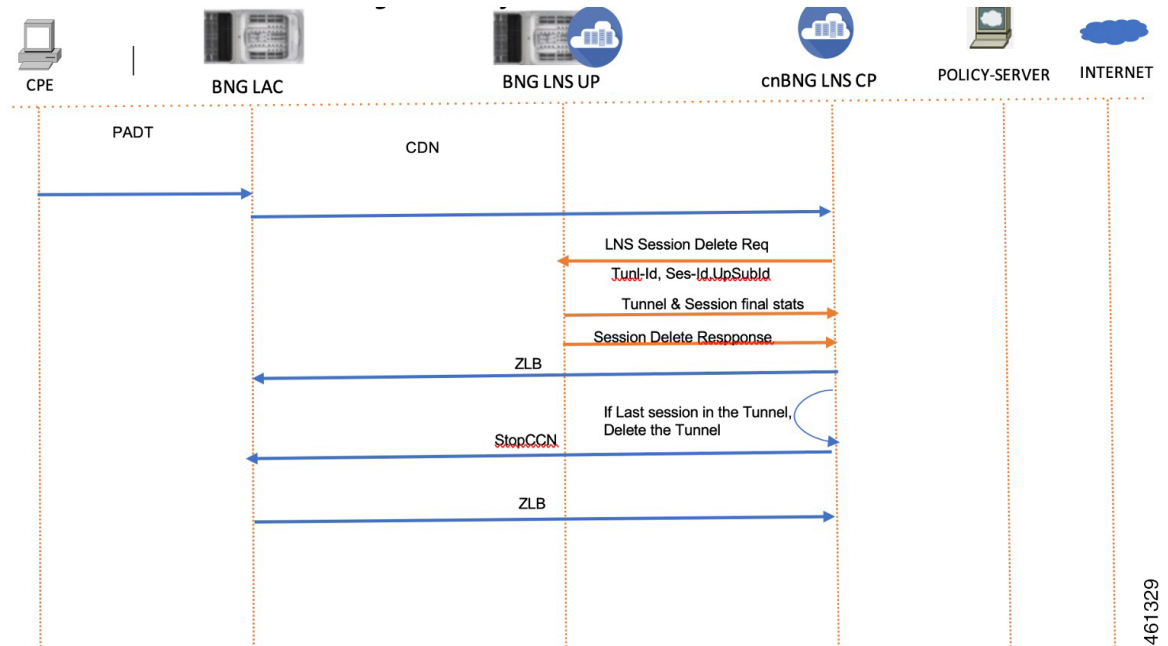 CPE
BNG LAC
BNG LNS UP
cnBNG LNS CP
POLICY-SERVER
INTERNET
PADT
CDN
LNS Session Delete Req
Tunl-Id, Ses-Id,UpSubId
Tunnel & Session final stats
Session Delete Respponse
ZLB
If Last session in the Tunnel,
Delete the Tunnel
StopCCN
ZLB
461329